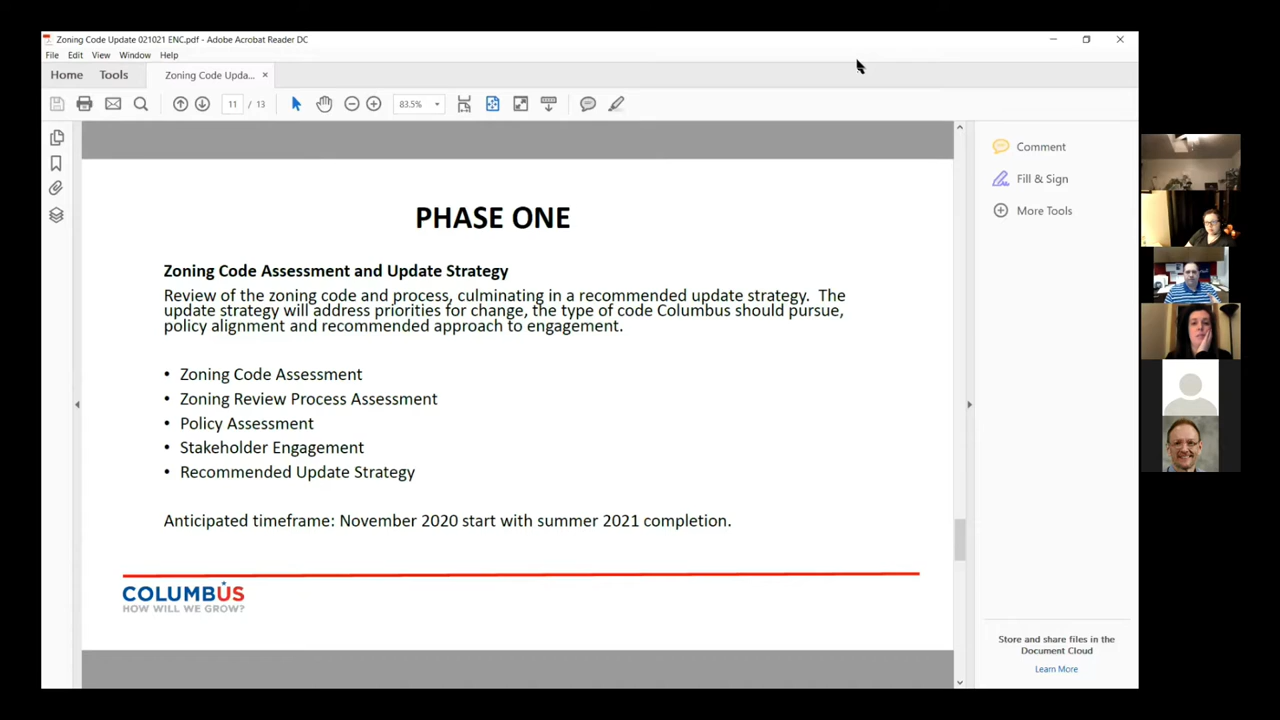 Zoning Code Update 021021 ENC.pdf - Adobe Acrobat Reader DC
File Edit View Window Help
Home Tools Zoning Code Upda... ×
11 / 13 83.5%
Comment
Fill & Sign
More Tools
PHASE ONE
Zoning Code Assessment and Update Strategy
Review of the zoning code and process, culminating in a recommended update strategy. The
update strategy will address priorities for change, the type of code Columbus should pursue,
policy alignment and recommended approach to engagement.
• Zoning Code Assessment
• Zoning Review Process Assessment
• Policy Assessment
• Stakeholder Engagement
• Recommended Update Strategy
Anticipated timeframe: November 2020 start with summer 2021 completion.
COLUMBUS
HOW WILL WE GROW?
Store and share files in the
Document Cloud
Learn More